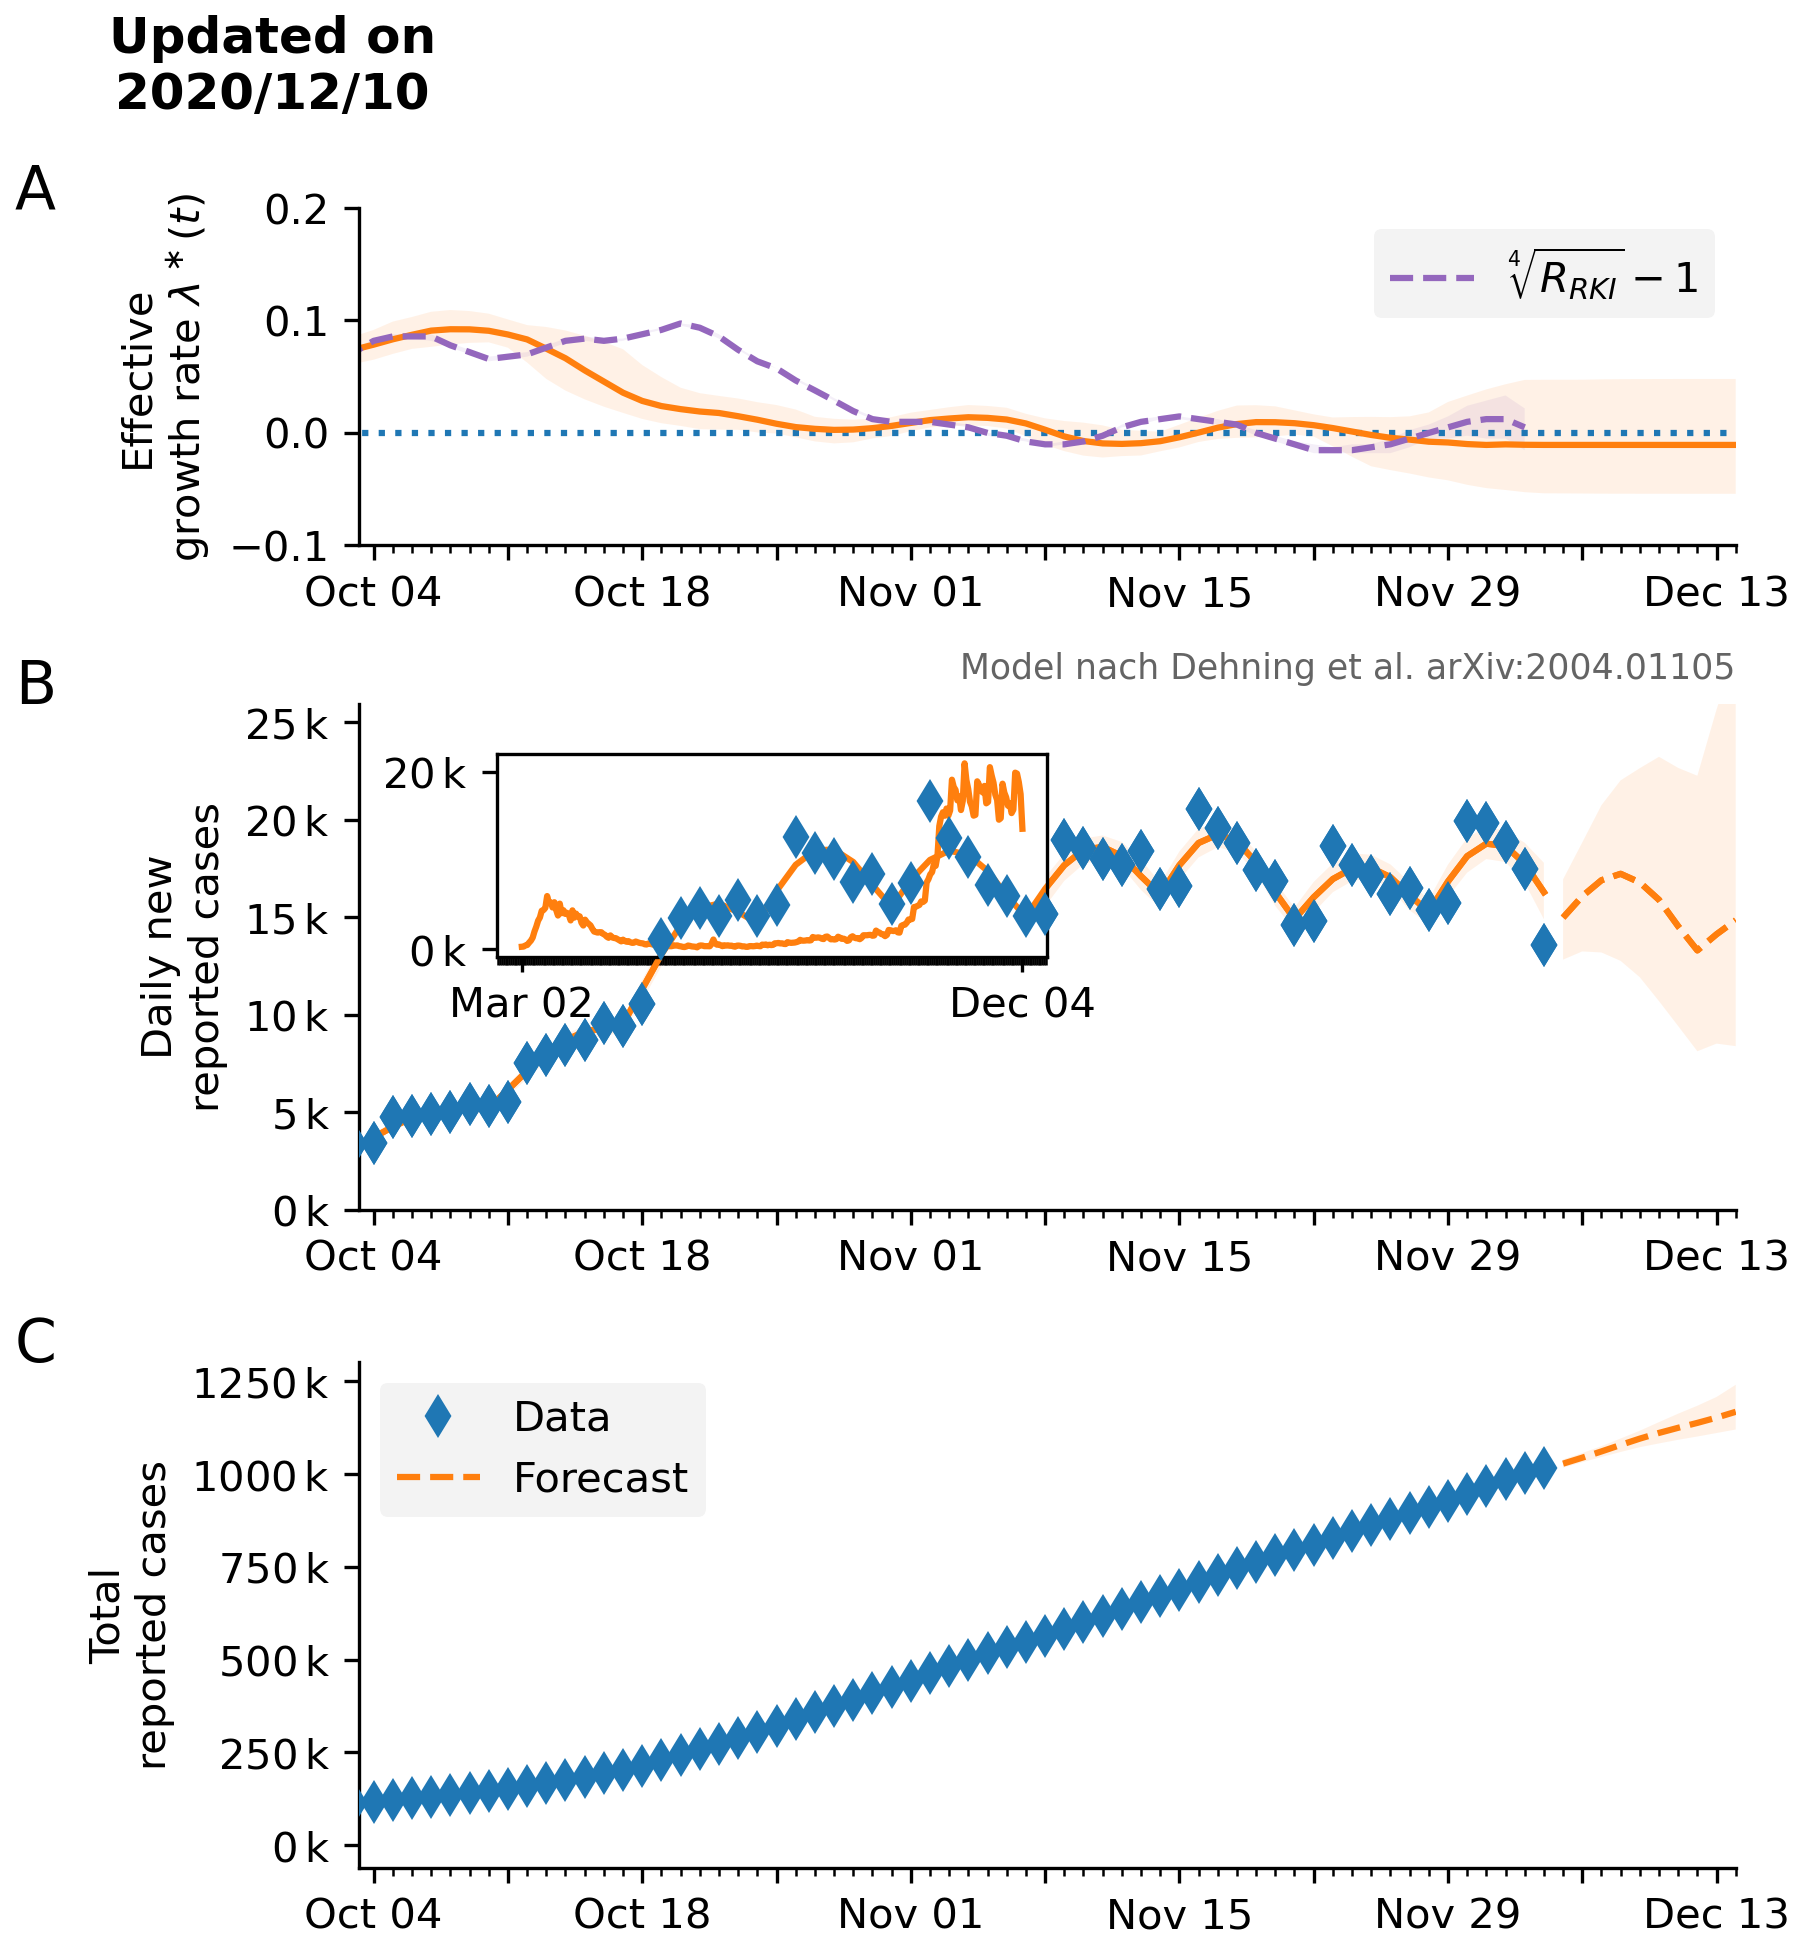 Updated on
2020/12/10
A
Effective
growth rate λ * (t)
0.2
0.1
0.0
−0.1
∜R_RKI − 1
Oct 04 Oct 18 Nov 01 Nov 15 Nov 29 Dec 13
Model nach Dehning et al. arXiv:2004.01105
B
Daily new
reported cases
25 k
20 k
15 k
10 k
5 k
0 k
20 k
0 k
Mar 02 Dec 04
Oct 04 Oct 18 Nov 01 Nov 15 Nov 29 Dec 13
C
Total
reported cases
1250 k
1000 k
750 k
500 k
250 k
0 k
Data
Forecast
Oct 04 Oct 18 Nov 01 Nov 15 Nov 29 Dec 13